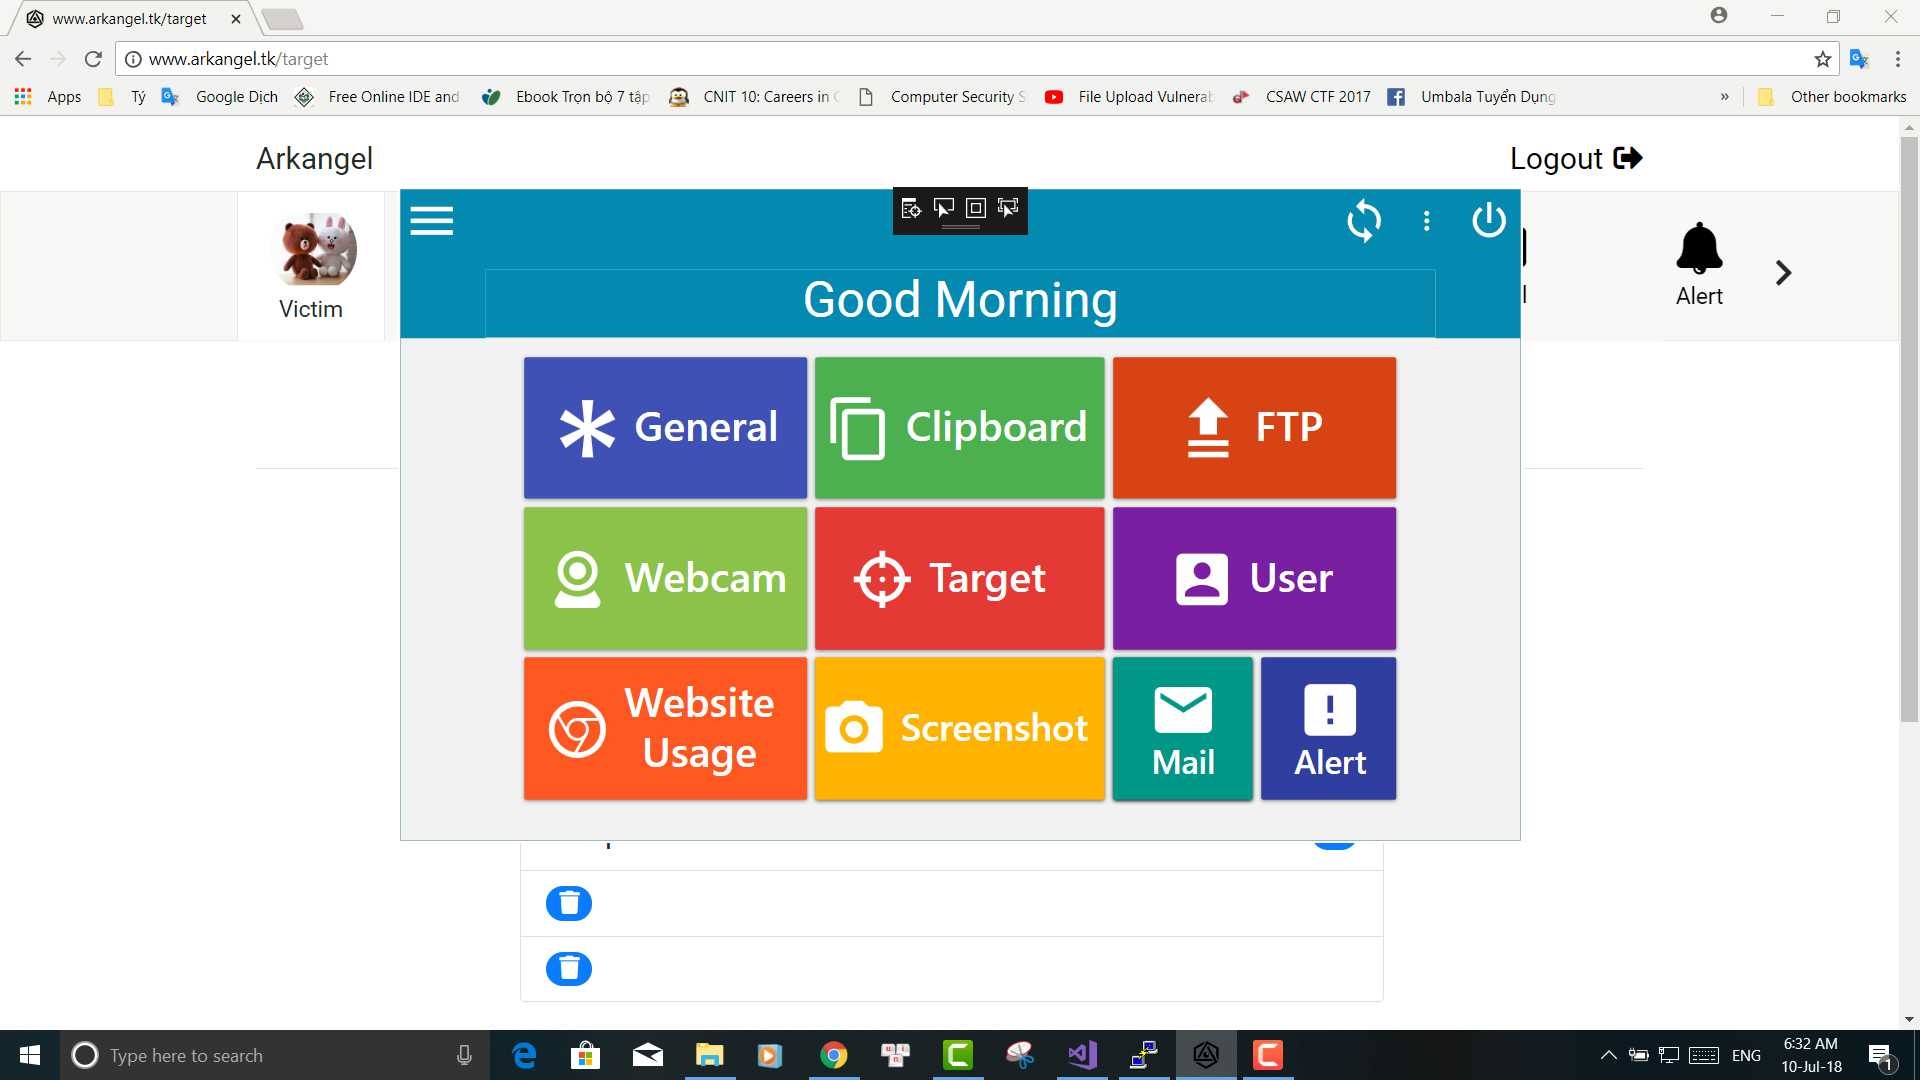 www.arkangel.tk/target
www.arkangel.tk/target
Apps Tý Google Dịch Free Online IDE and Ebook Trọn bộ 7 tập CNIT 10: Careers in Computer Security S File Upload Vulnerab CSAW CTF 2017 Umbala Tuyển Dụng » Other bookmarks
Arkangel Logout
Victim
Alert
Good Morning
General Clipboard FTP
Webcam Target User
Website Usage
Screenshot
Mail Alert
Type here to search
ENG
6:32 AM
10-Jul-18
1